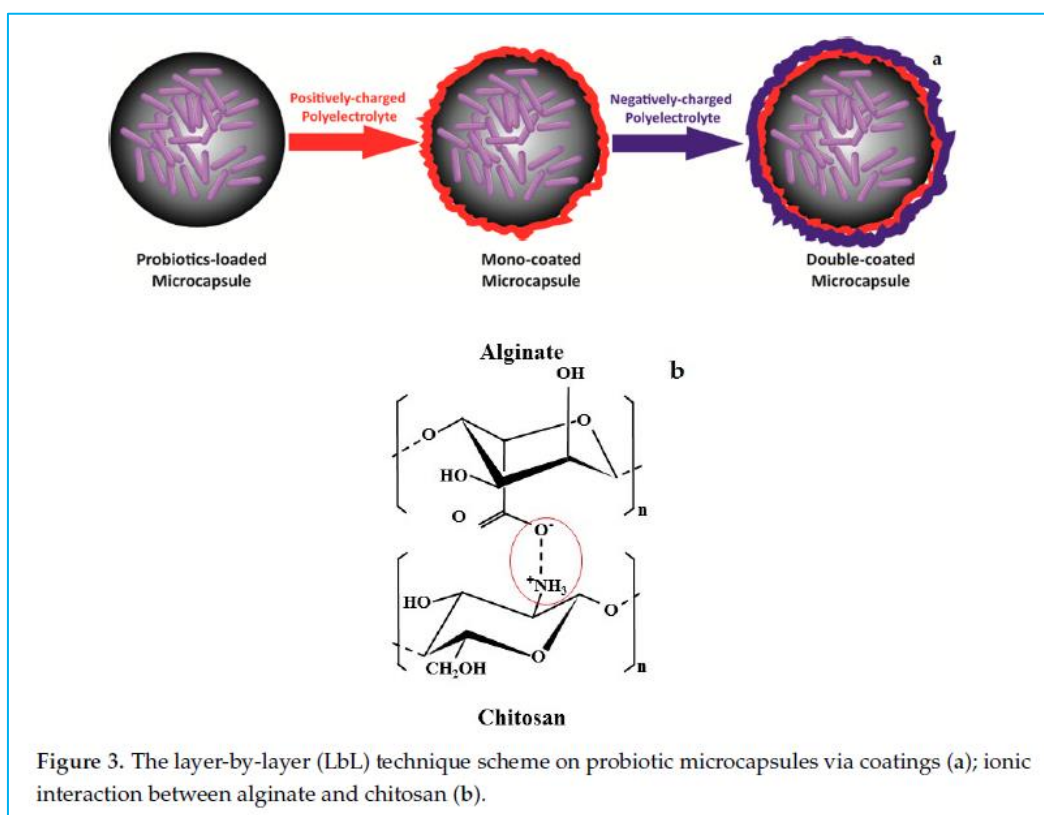 a
Positively-charged
Polyelectrolyte
Negatively-charged
Polyelectrolyte
Probiotics-loaded
Microcapsule
Mono-coated
Microcapsule
Double-coated
Microcapsule
Alginate
b
OH
O
O
HO
n
O
O-
+NH3
HO
O
O
n
CH2OH
Chitosan
Figure 3. The layer-by-layer (LbL) technique scheme on probiotic microcapsules via coatings (a); ionic
interaction between alginate and chitosan (b).